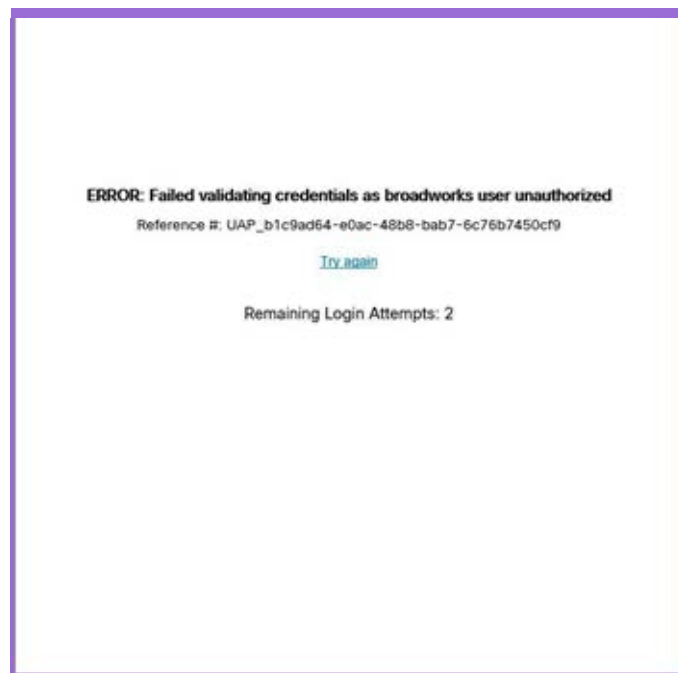 ERROR: Failed validating credentials as broadworks user unauthorized
Reference #: UAP_b1c9ad64-e0ac-48b8-bab7-6c76b7450cf9
Try again
Remaining Login Attempts: 2